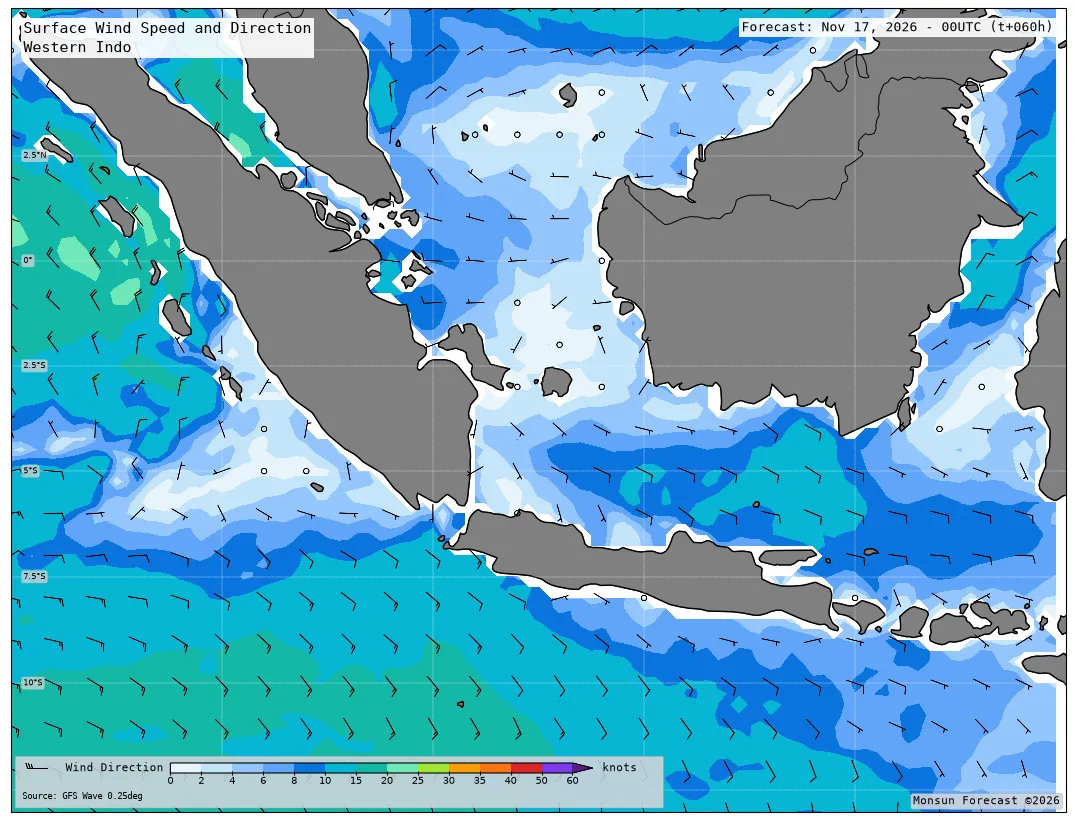 Surface Wind Speed and Direction
Western Indo
Forecast: Nov 17, 2026 - 00UTC (t+060h)
2.5°N
0°
2.5°S
5°S
7.5°S
10°S
Wind Direction
0 2 4 6 8 10 15 20 25 30 35 40 50 60
knots
Source: GFS Wave 0.25deg
Monsun Forecast ©2026